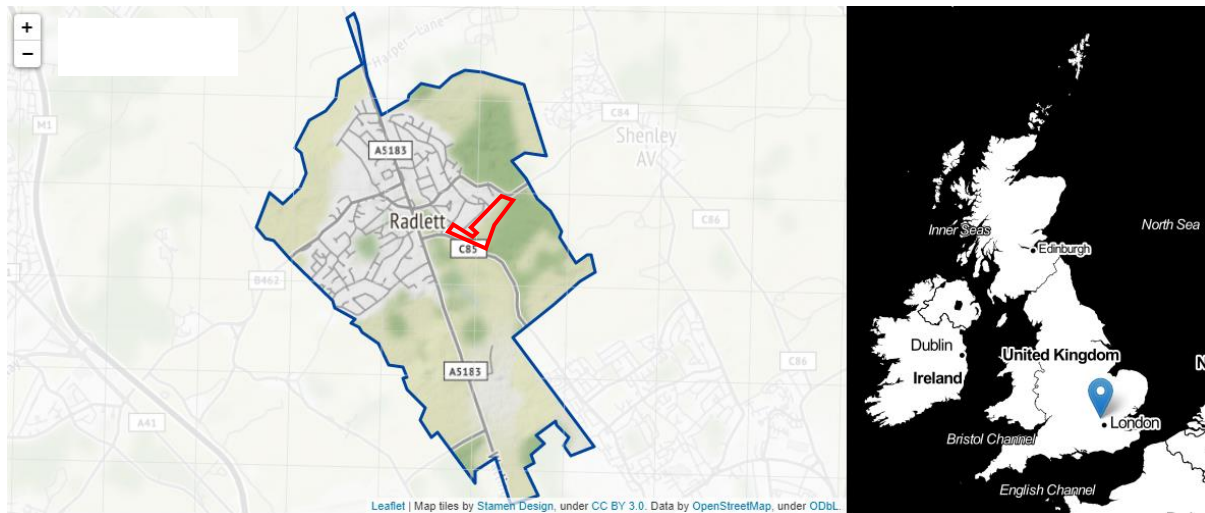 +
−
Harper-Lane
M1
C84
Shenley
AV
A5183
Radlett
C86
C85
B462
A5183
C86
A41
Leaflet | Map tiles by Stamen Design, under CC BY 3.0. Data by OpenStreetMap, under ODbL.
Inner Seas
North Sea
Edinburgh
Dublin
United Kingdom
Ireland
N
London
Bristol Channel
English Channel